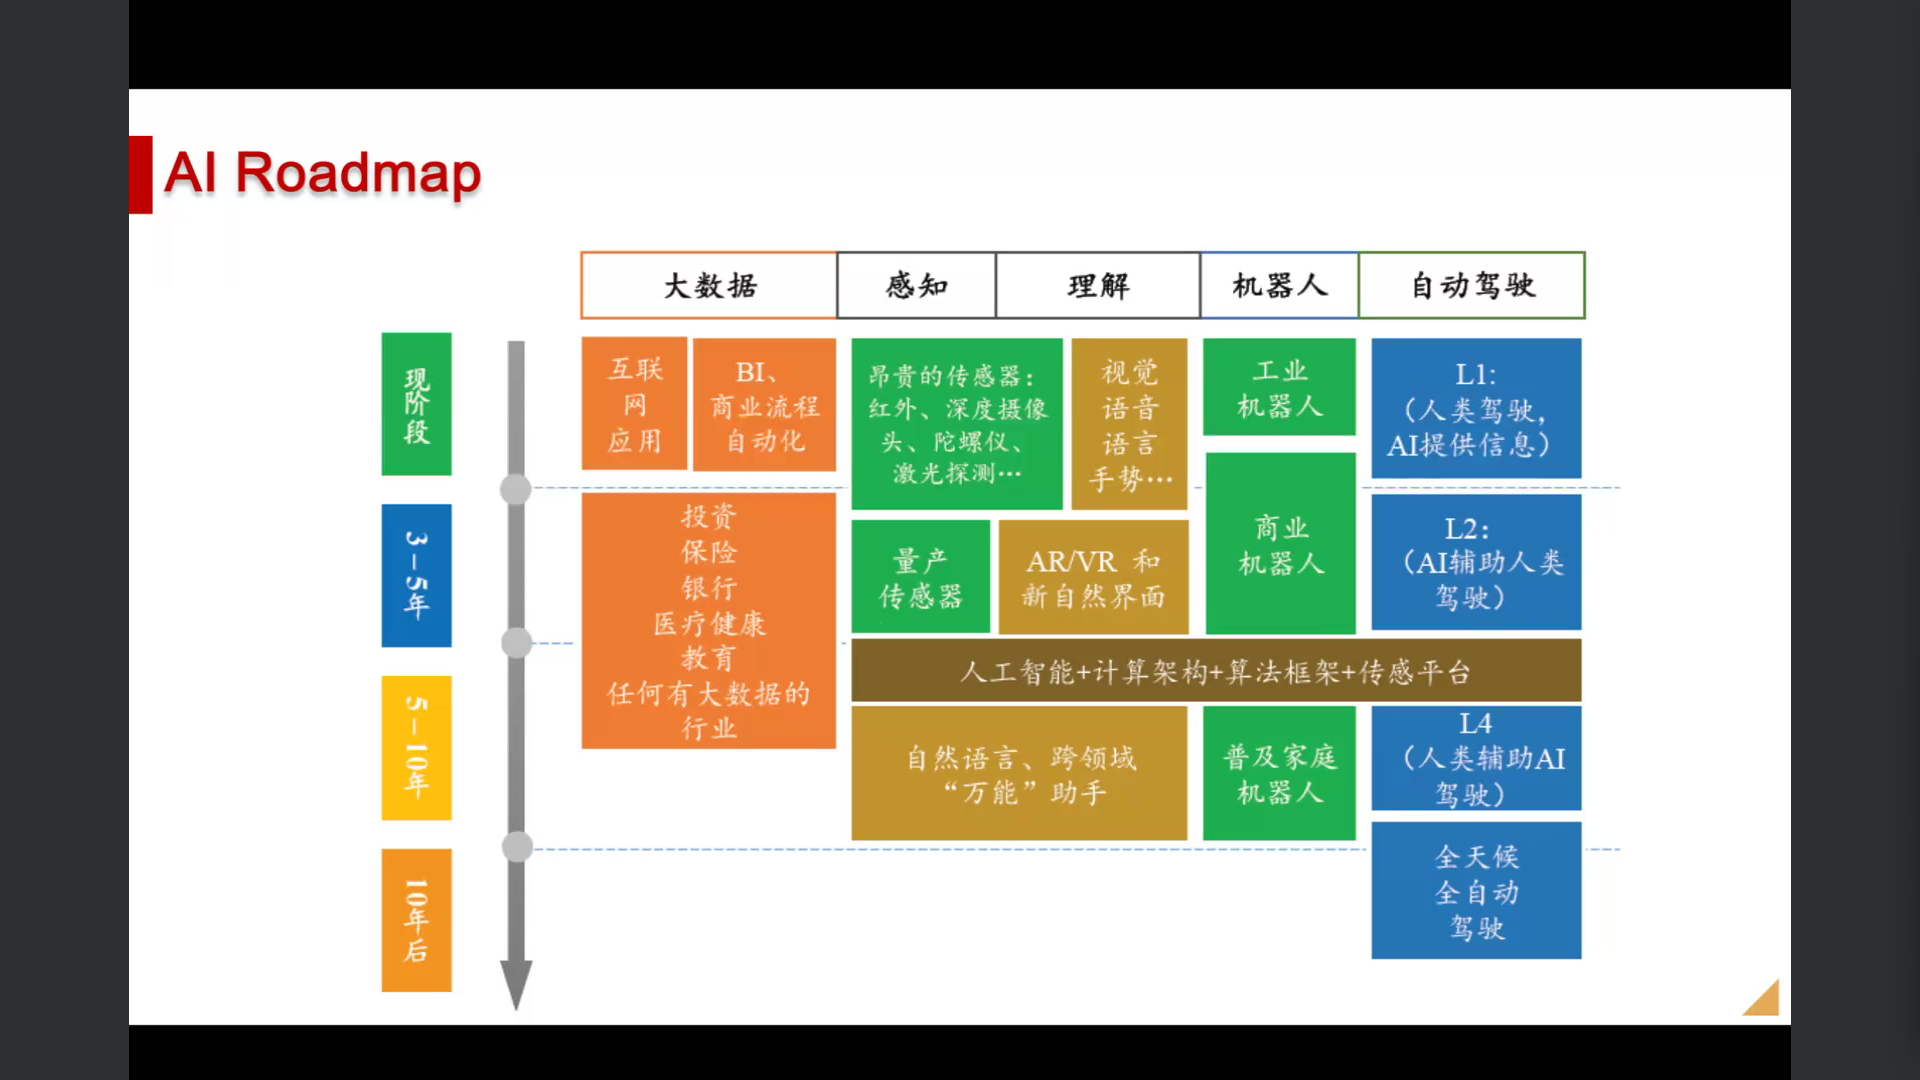 AI Roadmap
大数据
感知
理解
机器人
自动驾驶
现阶段
互联
网
应用
BI、
商业流程
自动化
昂贵的传感器：
红外、深度摄像
头、陀螺仪、
激光探测…
视觉
语音
语言
手势…
工业
机器人
L1:
（人类驾驶，
AI提供信息）
3－5年
投资
保险
银行
医疗健康
教育
任何有大数据的
行业
量产
传感器
AR/VR 和
新自然界面
商业
机器人
L2：
（AI辅助人类
驾驶）
人工智能+计算架构+算法框架+传感平台
5－10年
自然语言、跨领域
“万能”助手
普及家庭
机器人
L4
（人类辅助AI
驾驶）
10年后
全天候
全自动
驾驶